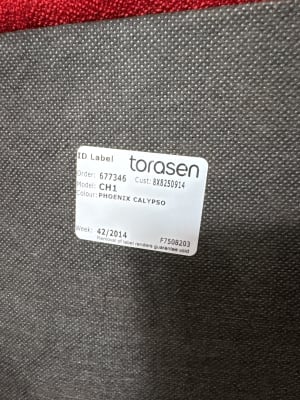 ID Label torasen
Order: 677346 Cust: BX8250914
Model: CH1
Colour: PHOENIX CALYPSO
Week: 42/2014 F7508203
Removal of label renders guarantee void